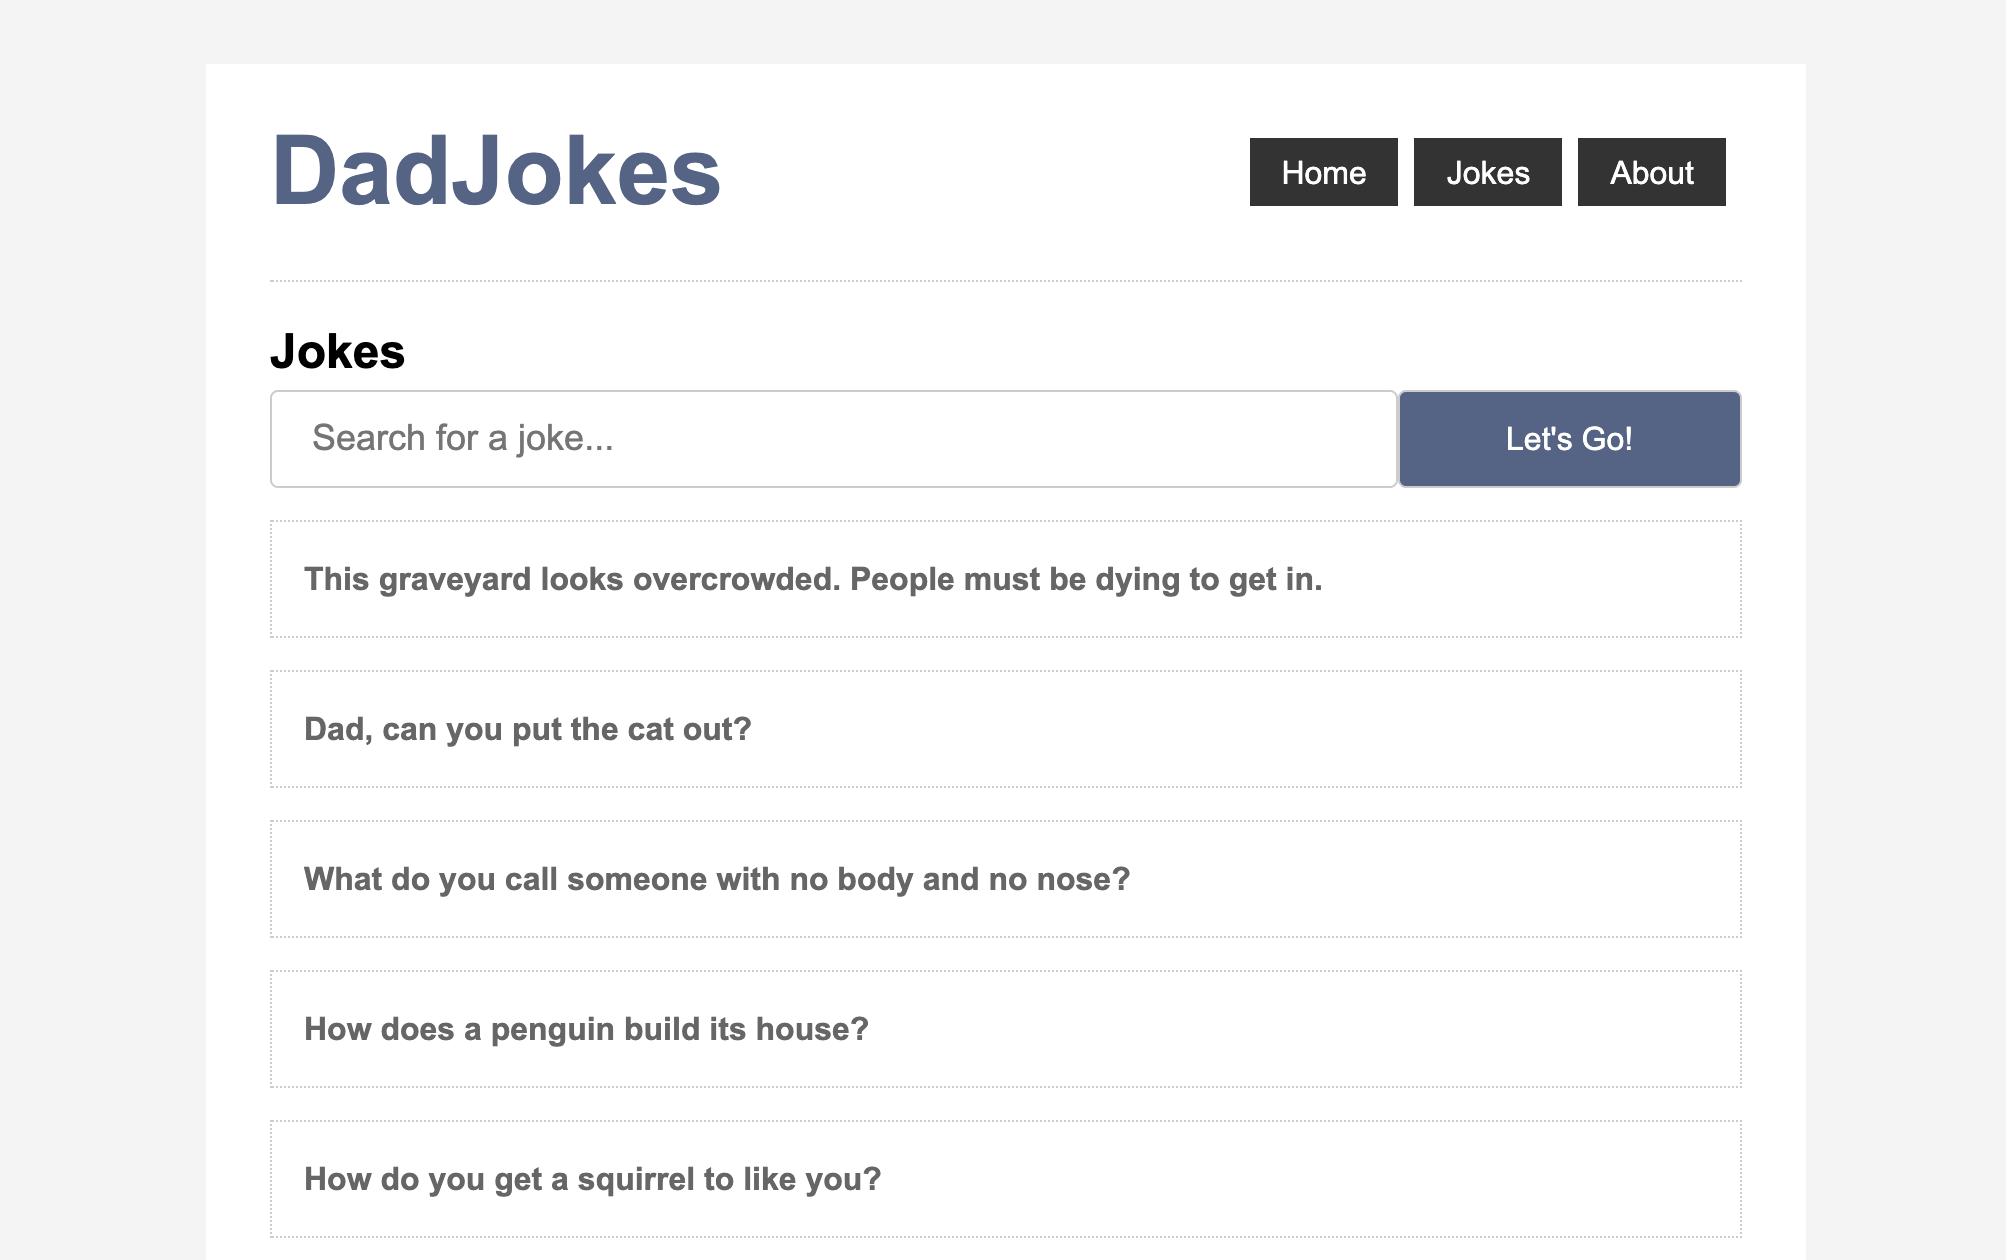 DadJokes
Home
Jokes
About
Jokes
Search for a joke...
Let's Go!
This graveyard looks overcrowded. People must be dying to get in.
Dad, can you put the cat out?
What do you call someone with no body and no nose?
How does a penguin build its house?
How do you get a squirrel to like you?